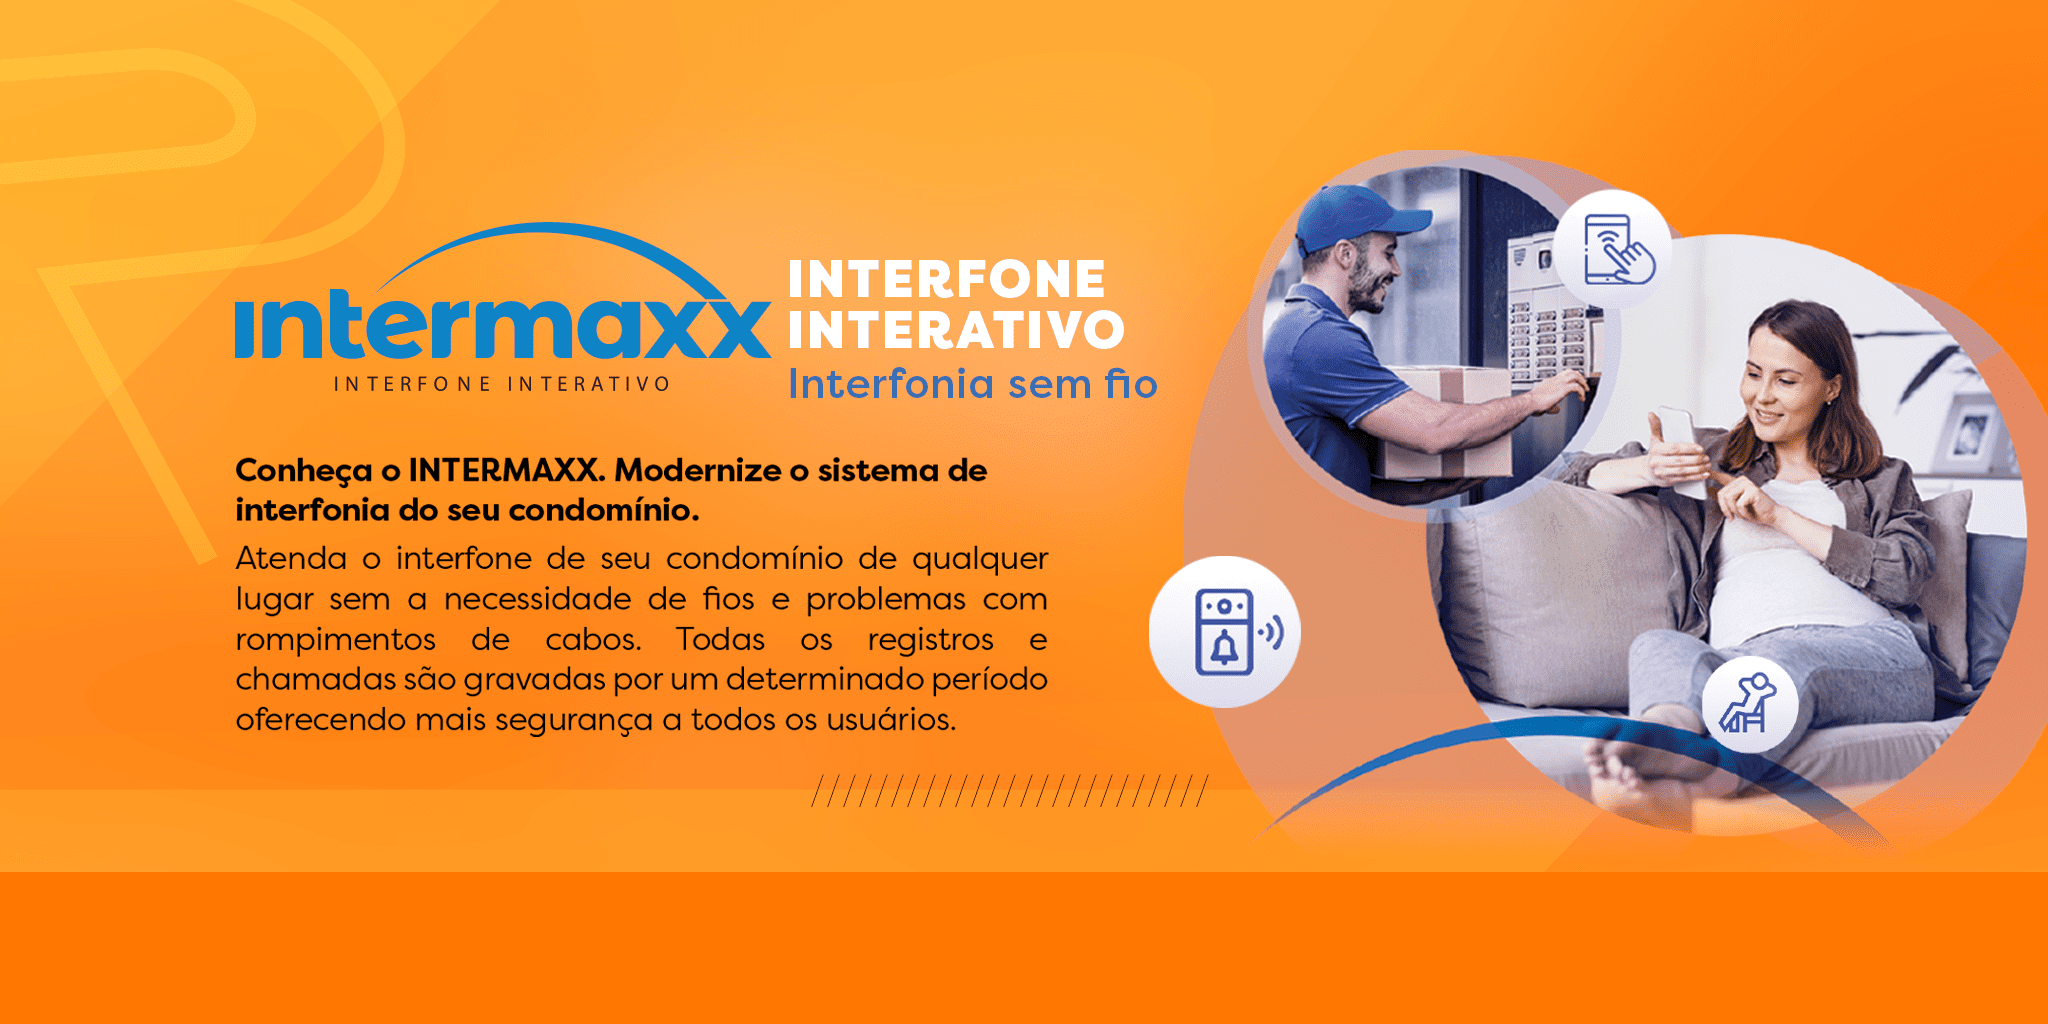 intermaxx
INTERFONE INTERATIVO
INTERFONE
INTERATIVO
Interfonia sem fio
Conheça o INTERMAXX. Modernize o sistema de
interfonia do seu condomínio.
Atenda o interfone de seu condomínio de qualquer
lugar sem a necessidade de fios e problemas com
rompimentos de cabos. Todas os registros e
chamadas são gravadas por um determinado período
oferecendo mais segurança a todos os usuários.